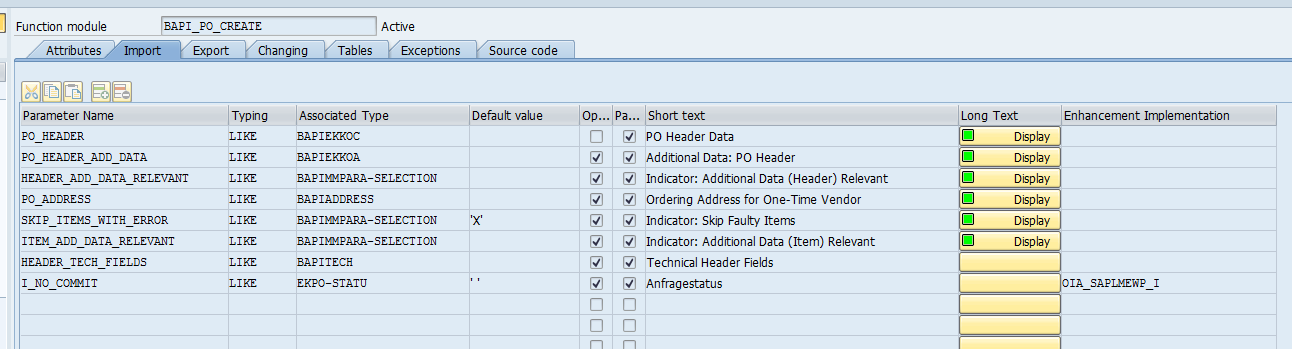 Function module BAPI_PO_CREATE Active
Attributes Import Export Changing Tables Exceptions Source code
Parameter Name Typing Associated Type Default value Op... Pa... Short text Long Text Enhancement Implementation
PO_HEADER LIKE BAPIEKKOC PO Header Data Display
PO_HEADER_ADD_DATA LIKE BAPIEKKOA Additional Data: PO Header Display
HEADER_ADD_DATA_RELEVANT LIKE BAPIMMPARA-SELECTION Indicator: Additional Data (Header) Relevant Display
PO_ADDRESS LIKE BAPIADDRESS Ordering Address for One-Time Vendor Display
SKIP_ITEMS_WITH_ERROR LIKE BAPIMMPARA-SELECTION 'X' Indicator: Skip Faulty Items Display
ITEM_ADD_DATA_RELEVANT LIKE BAPIMMPARA-SELECTION Indicator: Additional Data (Item) Relevant Display
HEADER_TECH_FIELDS LIKE BAPITECH Technical Header Fields
I_NO_COMMIT LIKE EKPO-STATU ' ' Anfragestatus OIA_SAPLMEWP_I